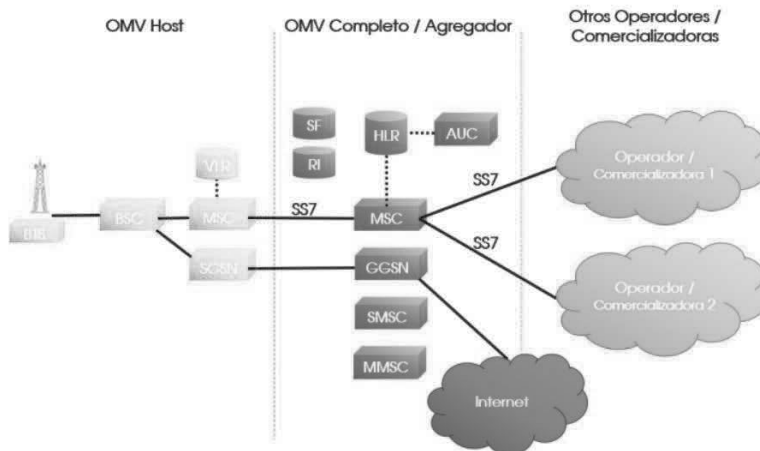 OMV Host
OMV Completo / Agregador
Otros Operadores /
Comercializadoras
SF
HLR
AUC
VLR
RI
Operador /
Comercializadora 1
SS7
BTS
BSC
MSC
SS7
MSC
SS7
SGSN
GGSN
Operador /
Comercializadora 2
SMSC
MMSC
Internet